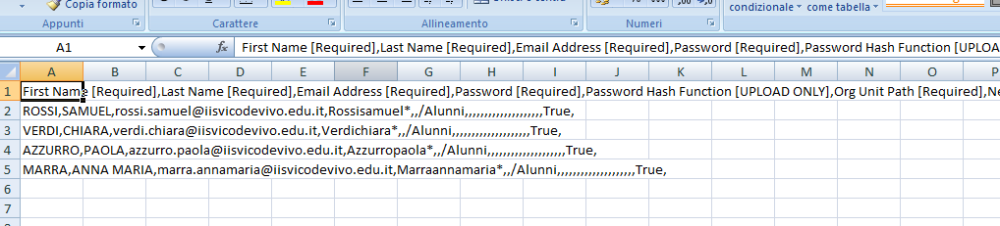 Copia formato
condizionale come tabella
Appunti Carattere Allineamento Numeri
A1 fx First Name [Required],Last Name [Required],Email Address [Required],Password [Required],Password Hash Function [UPLOA
A B C D E F G H I J K L M N O P
1 First Name [Required],Last Name [Required],Email Address [Required],Password [Required],Password Hash Function [UPLOAD ONLY],Org Unit Path [Required],Ne
2 ROSSI,SAMUEL,rossi.samuel@iisvicodevivo.edu.it,Rossisamuel*,,/Alunni,,,,,,,,,,,,,,,,,,,,True,
3 VERDI,CHIARA,verdi.chiara@iisvicodevivo.edu.it,Verdichiara*,,/Alunni,,,,,,,,,,,,,,,,,,,,True,
4 AZZURRO,PAOLA,azzurro.paola@iisvicodevivo.edu.it,Azzurropaola*,,/Alunni,,,,,,,,,,,,,,,,,,,,True,
5 MARRA,ANNA MARIA,marra.annamaria@iisvicodevivo.edu.it,Marraannamaria*,,/Alunni,,,,,,,,,,,,,,,,,,,,True,
6
7